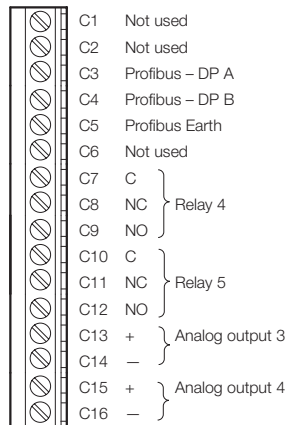 C1 Not used
C2 Not used
C3 Profibus – DP A
C4 Profibus – DP B
C5 Profibus Earth
C6 Not used
C7 C
C8 NC Relay 4
C9 NO
C10 C
C11 NC Relay 5
C12 NO
C13 + Analog output 3
C14 —
C15 + Analog output 4
C16 —